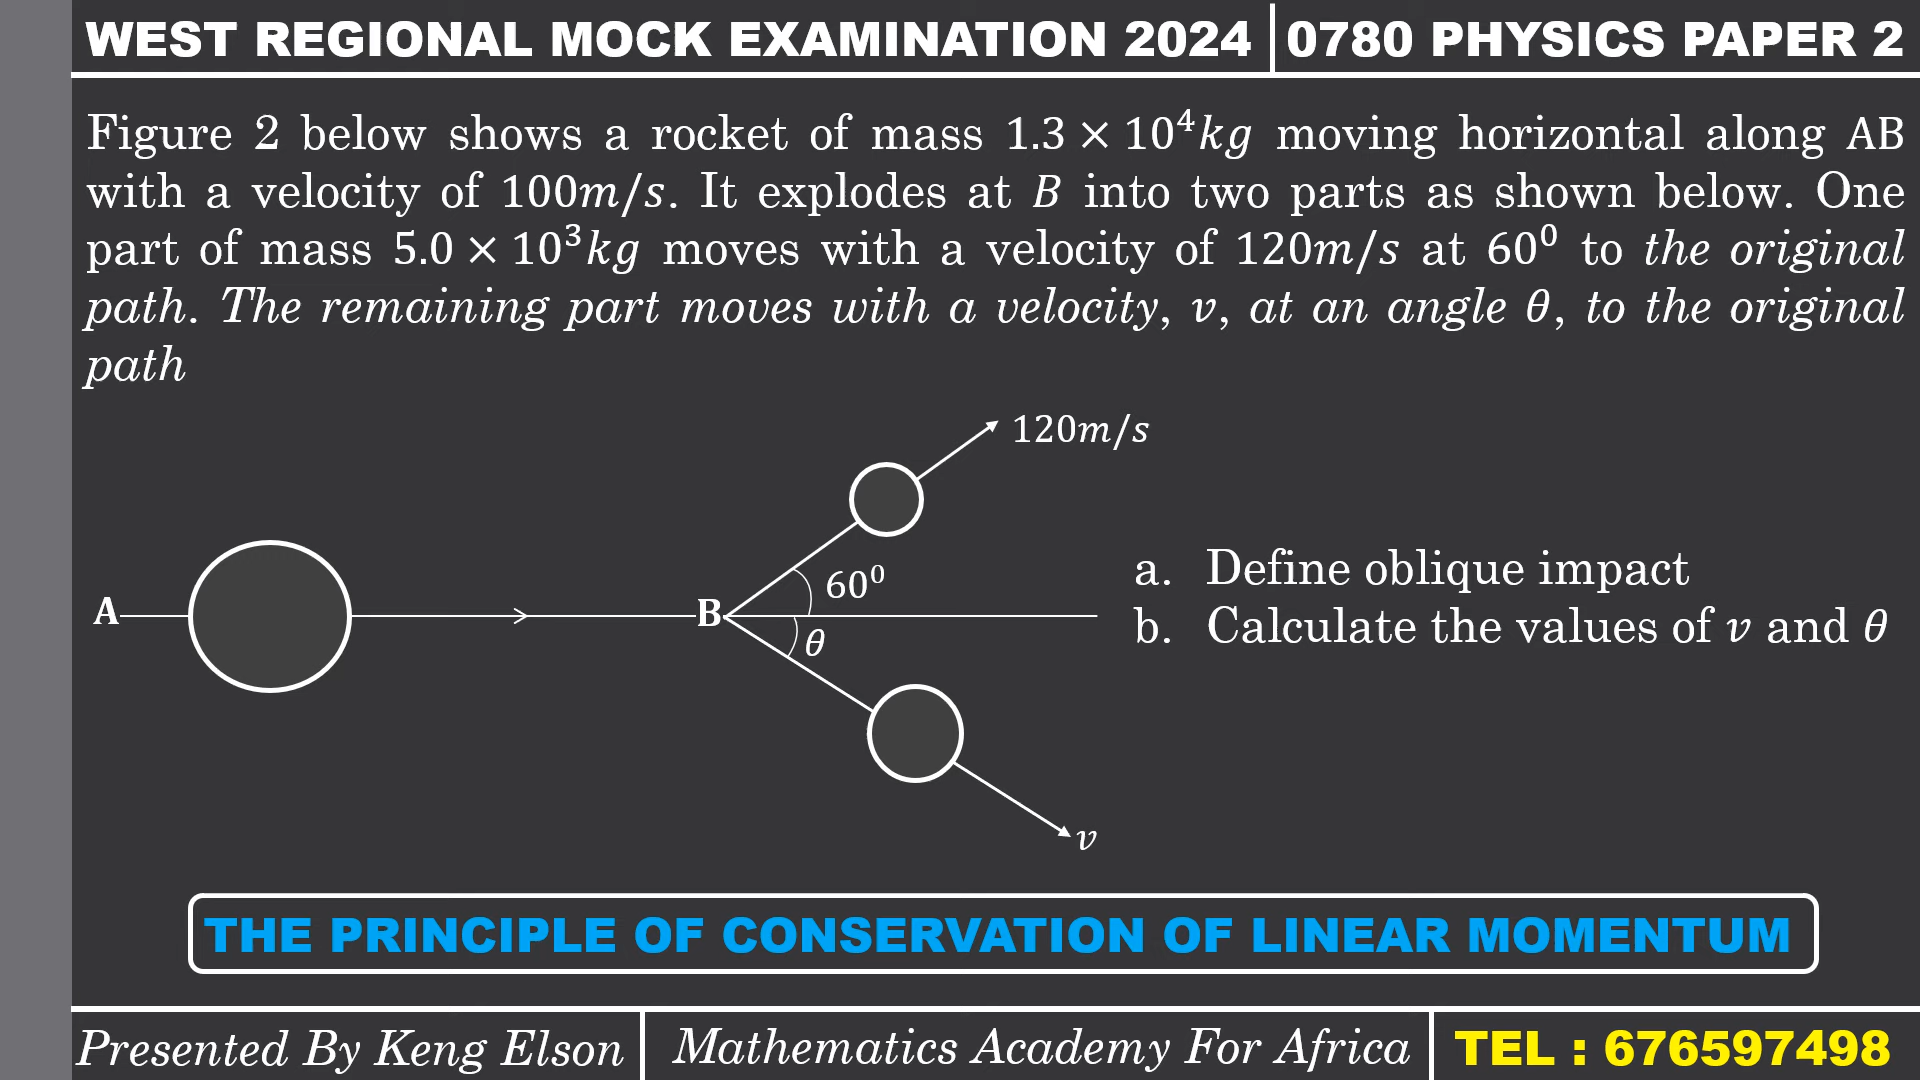 WEST REGIONAL MOCK EXAMINATION 2024 | 0780 PHYSICS PAPER 2
Figure 2 below shows a rocket of mass 1.3 × 10⁴kg moving horizontal along AB
with a velocity of 100m/s. It explodes at B into two parts as shown below. One
part of mass 5.0 × 10³kg moves with a velocity of 120m/s at 60⁰ to the original
path. The remaining part moves with a velocity, v, at an angle θ, to the original
path
120m/s
60⁰
A
B
θ
v
a. Define oblique impact
b. Calculate the values of v and θ
THE PRINCIPLE OF CONSERVATION OF LINEAR MOMENTUM
Presented By Keng Elson | Mathematics Academy For Africa | TEL : 676597498